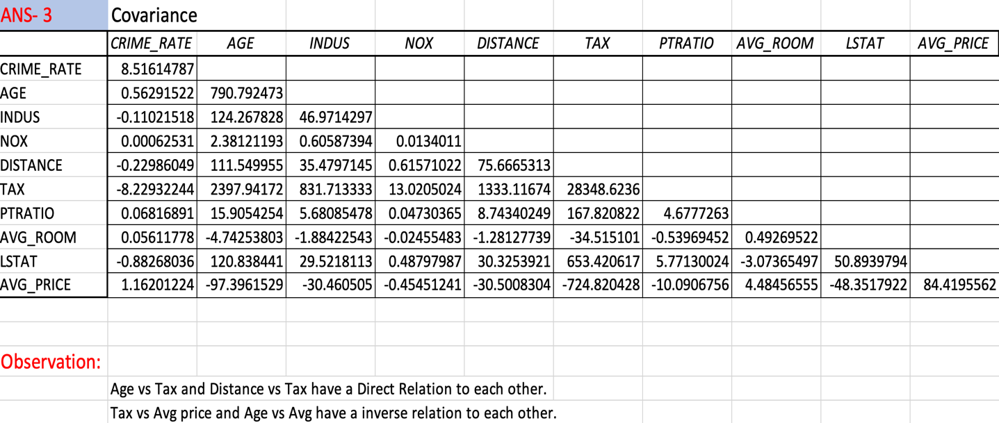 ANS- 3 Covariance
CRIME_RATE AGE INDUS NOX DISTANCE TAX PTRATIO AVG_ROOM LSTAT AVG_PRICE
CRIME_RATE 8.51614787
AGE 0.56291522 790.792473
INDUS -0.11021518 124.267828 46.9714297
NOX 0.00062531 2.38121193 0.60587394 0.0134011
DISTANCE -0.22986049 111.549955 35.4797145 0.61571022 75.6665313
TAX -8.22932244 2397.94172 831.713333 13.0205024 1333.11674 28348.6236
PTRATIO 0.06816891 15.9054254 5.68085478 0.04730365 8.74340249 167.820822 4.6777263
AVG_ROOM 0.05611778 -4.74253803 -1.88422543 -0.02455483 -1.28127739 -34.515101 -0.53969452 0.49269522
LSTAT -0.88268036 120.838441 29.5218113 0.48797987 30.3253921 653.420617 5.77130024 -3.07365497 50.8939794
AVG_PRICE 1.16201224 -97.3961529 -30.460505 -0.45451241 -30.5008304 -724.820428 -10.0906756 4.48456555 -48.3517922 84.4195562
Observation:
Age vs Tax and Distance vs Tax have a Direct Relation to each other.
Tax vs Avg price and Age vs Avg have a inverse relation to each other.